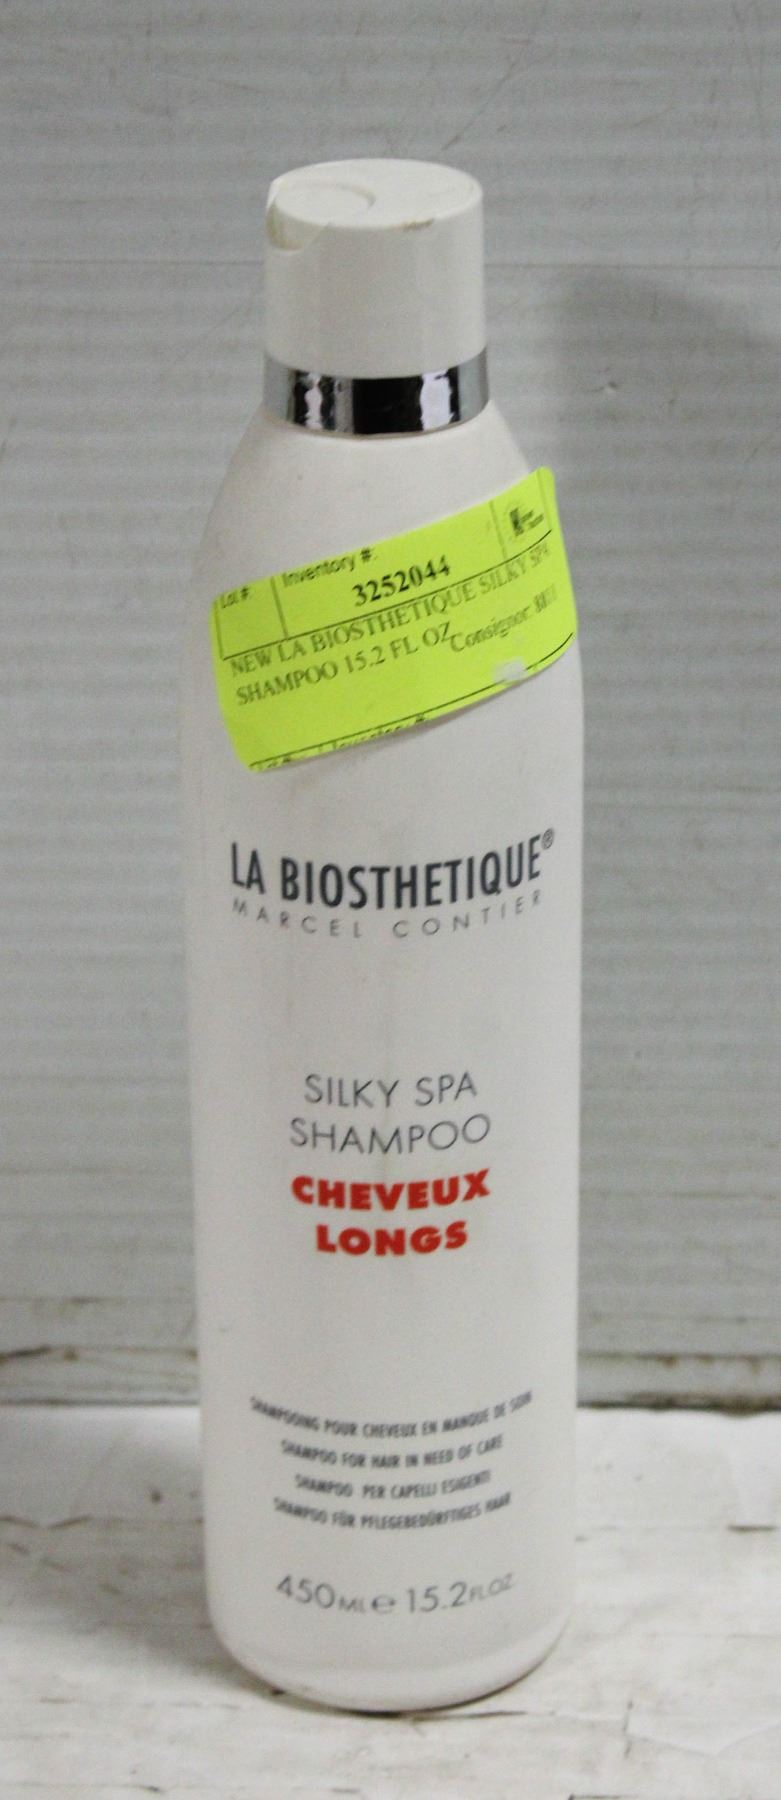 Lot #:
Inventory #:
3252044
NEW LA BIOSTHETIQUE SILKY SPA
SHAMPOO 15.2 FL OZ
Consignor:
LA BIOSTHETIQUE®
MARCEL CONTIER
SILKY SPA
SHAMPOO
CHEVEUX
LONGS
SHAMPOOING POUR CHEVEUX EN MANQUE DE SOIN
SHAMPOO FOR HAIR IN NEED OF CARE
SHAMPOO PER CAPELLI ESIGENTI
SHAMPOO FÜR PFLEGEBEDÜRFTIGES HAAR
450ML e 15.2FLOZ